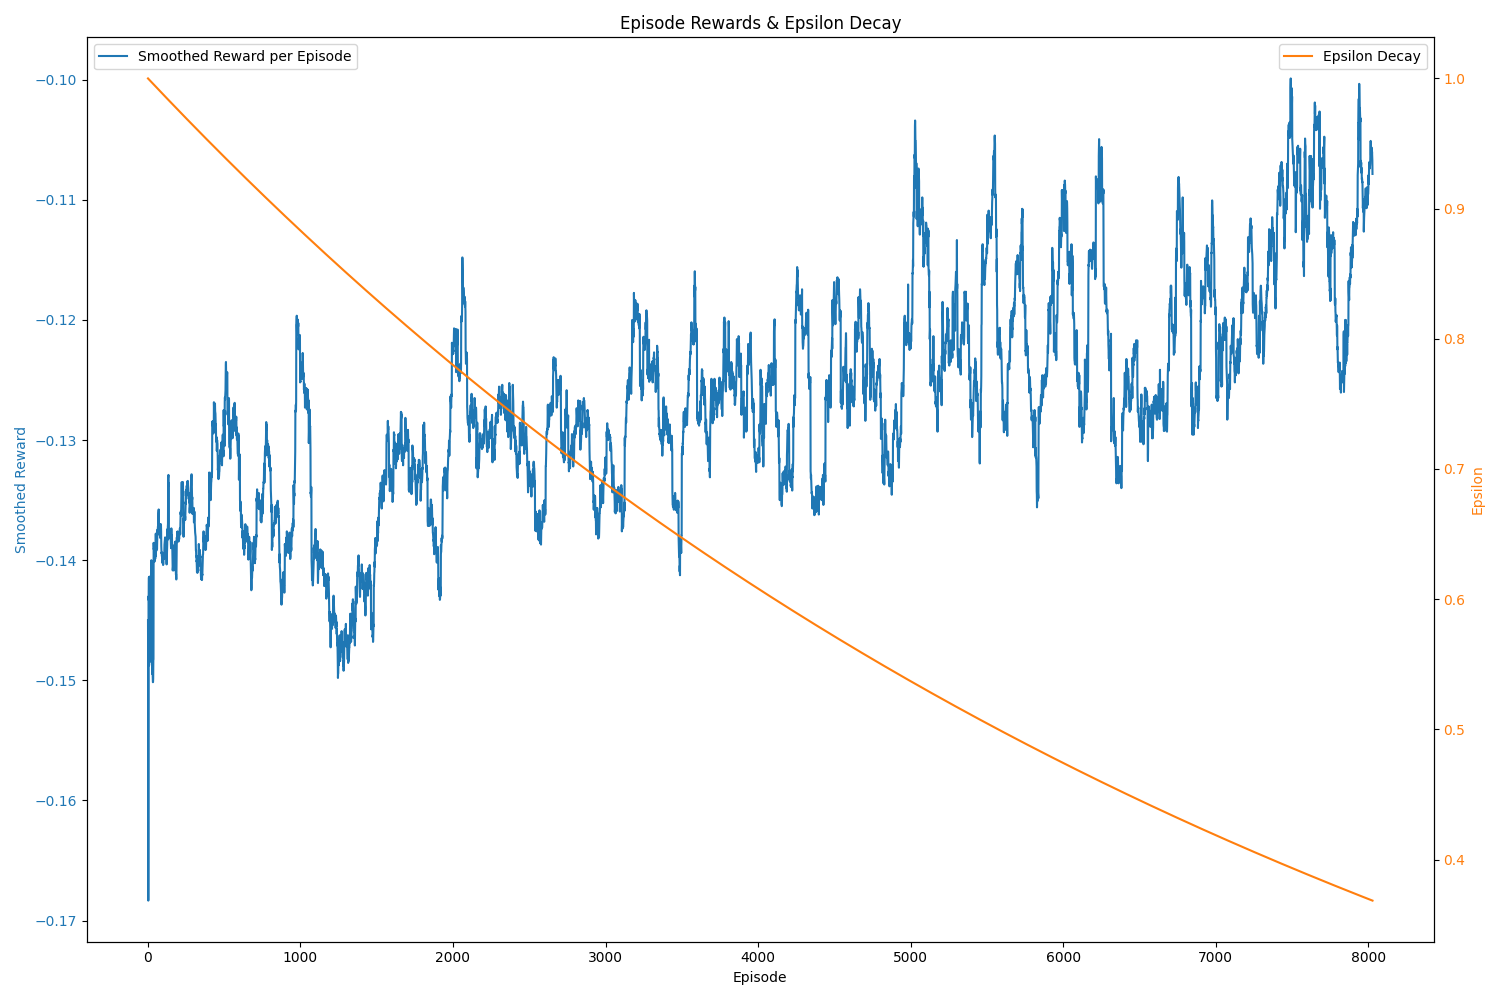 Episode Rewards & Epsilon Decay
Smoothed Reward per Episode
Epsilon Decay
Smoothed Reward
−0.10
−0.11
−0.12
−0.13
−0.14
−0.15
−0.16
−0.17
1.0
0.9
0.8
0.7
0.6
0.5
0.4
Epsilon
0 1000 2000 3000 4000 5000 6000 7000 8000
Episode